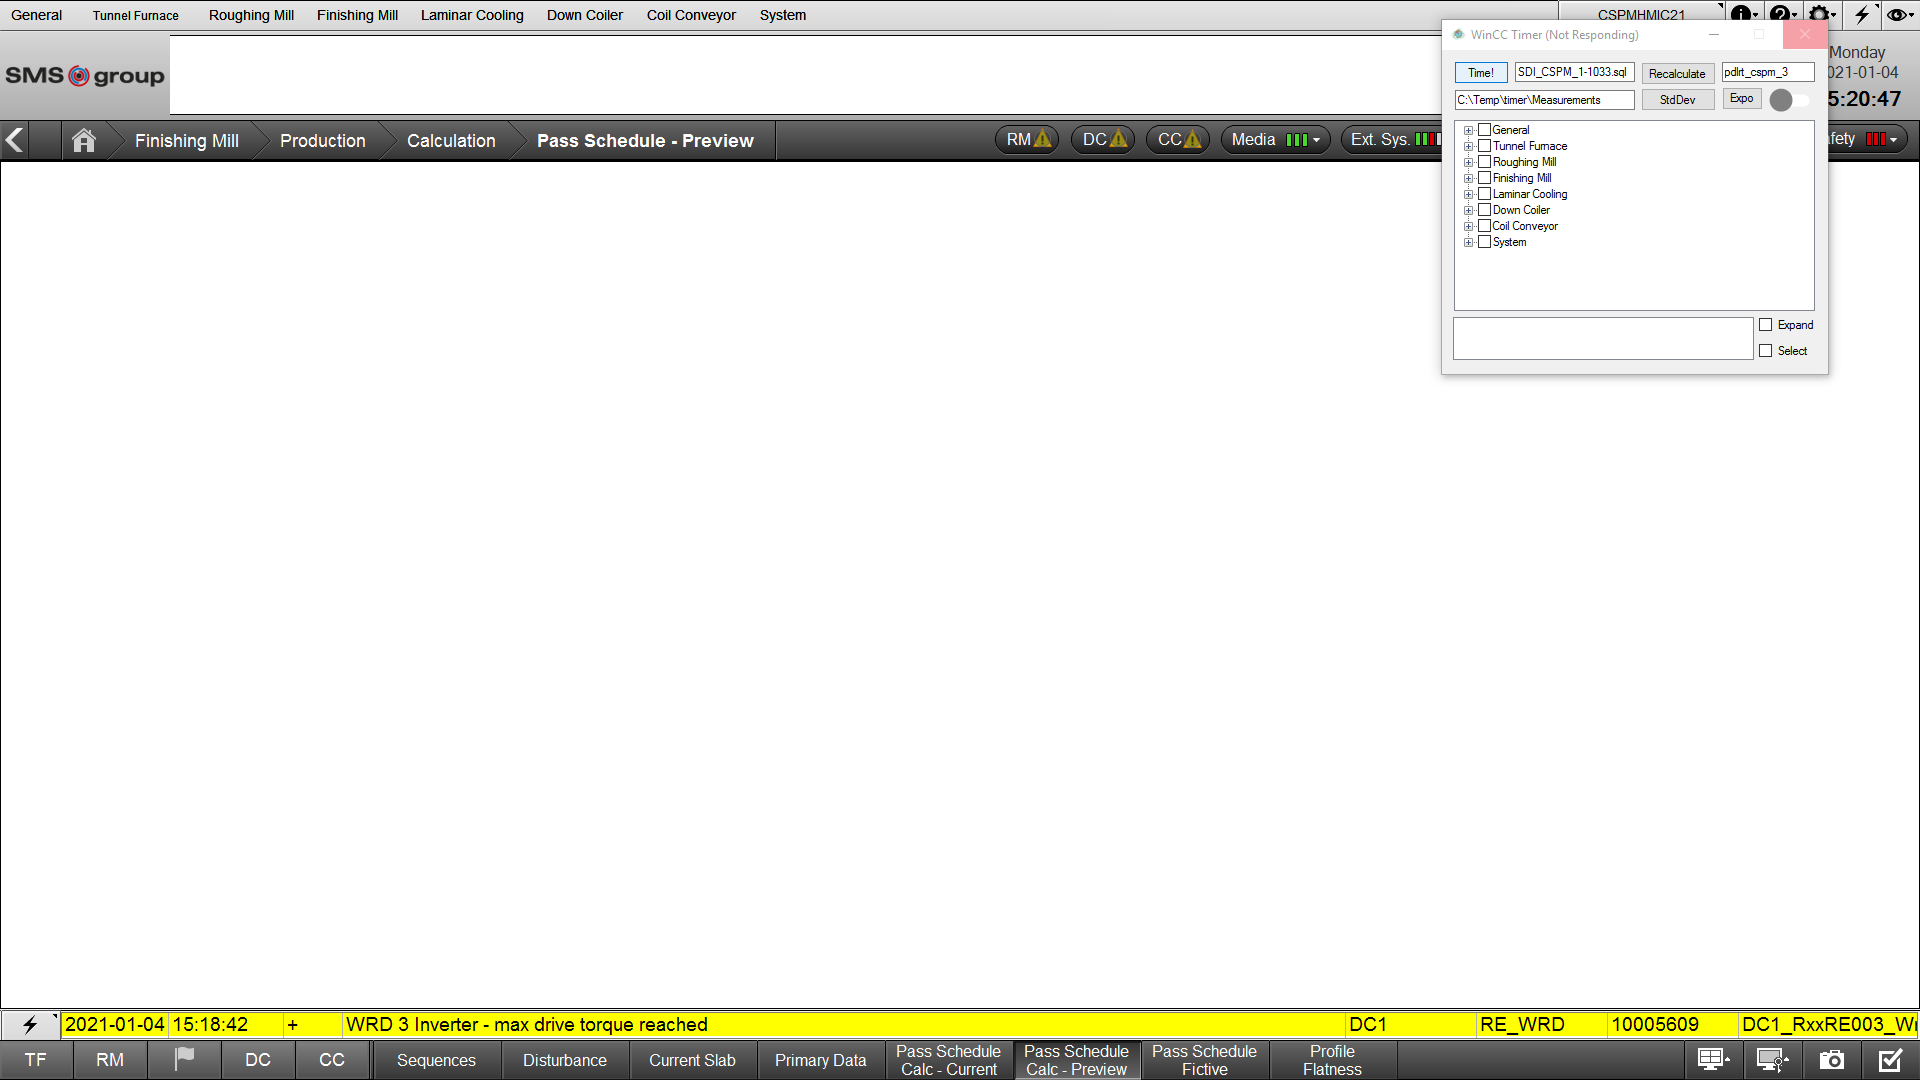 General Tunnel Furnace Roughing Mill Finishing Mill Laminar Cooling Down Coiler Coil Conveyor System CSPMHMIC21
WinCC Timer (Not Responding)
SMS group
Monday
2021-01-04
5:20:47
Time! SDI_CSPM_1-1033.sql Recalculate pdlrt_cspm_3
C:\Temp\timer\Measurements StdDev Expo
Finishing Mill Production Calculation Pass Schedule - Preview RM DC CC Media Ext. Sys. fety
General
Tunnel Furnace
Roughing Mill
Finishing Mill
Laminar Cooling
Down Coiler
Coil Conveyor
System
Expand
Select
2021-01-04 15:18:42 + WRD 3 Inverter - max drive torque reached DC1 RE_WRD 10005609 DC1_RxxRE003_Wr
TF RM DC CC Sequences Disturbance Current Slab Primary Data Pass Schedule Calc - Current Pass Schedule Calc - Preview Pass Schedule Fictive Profile Flatness